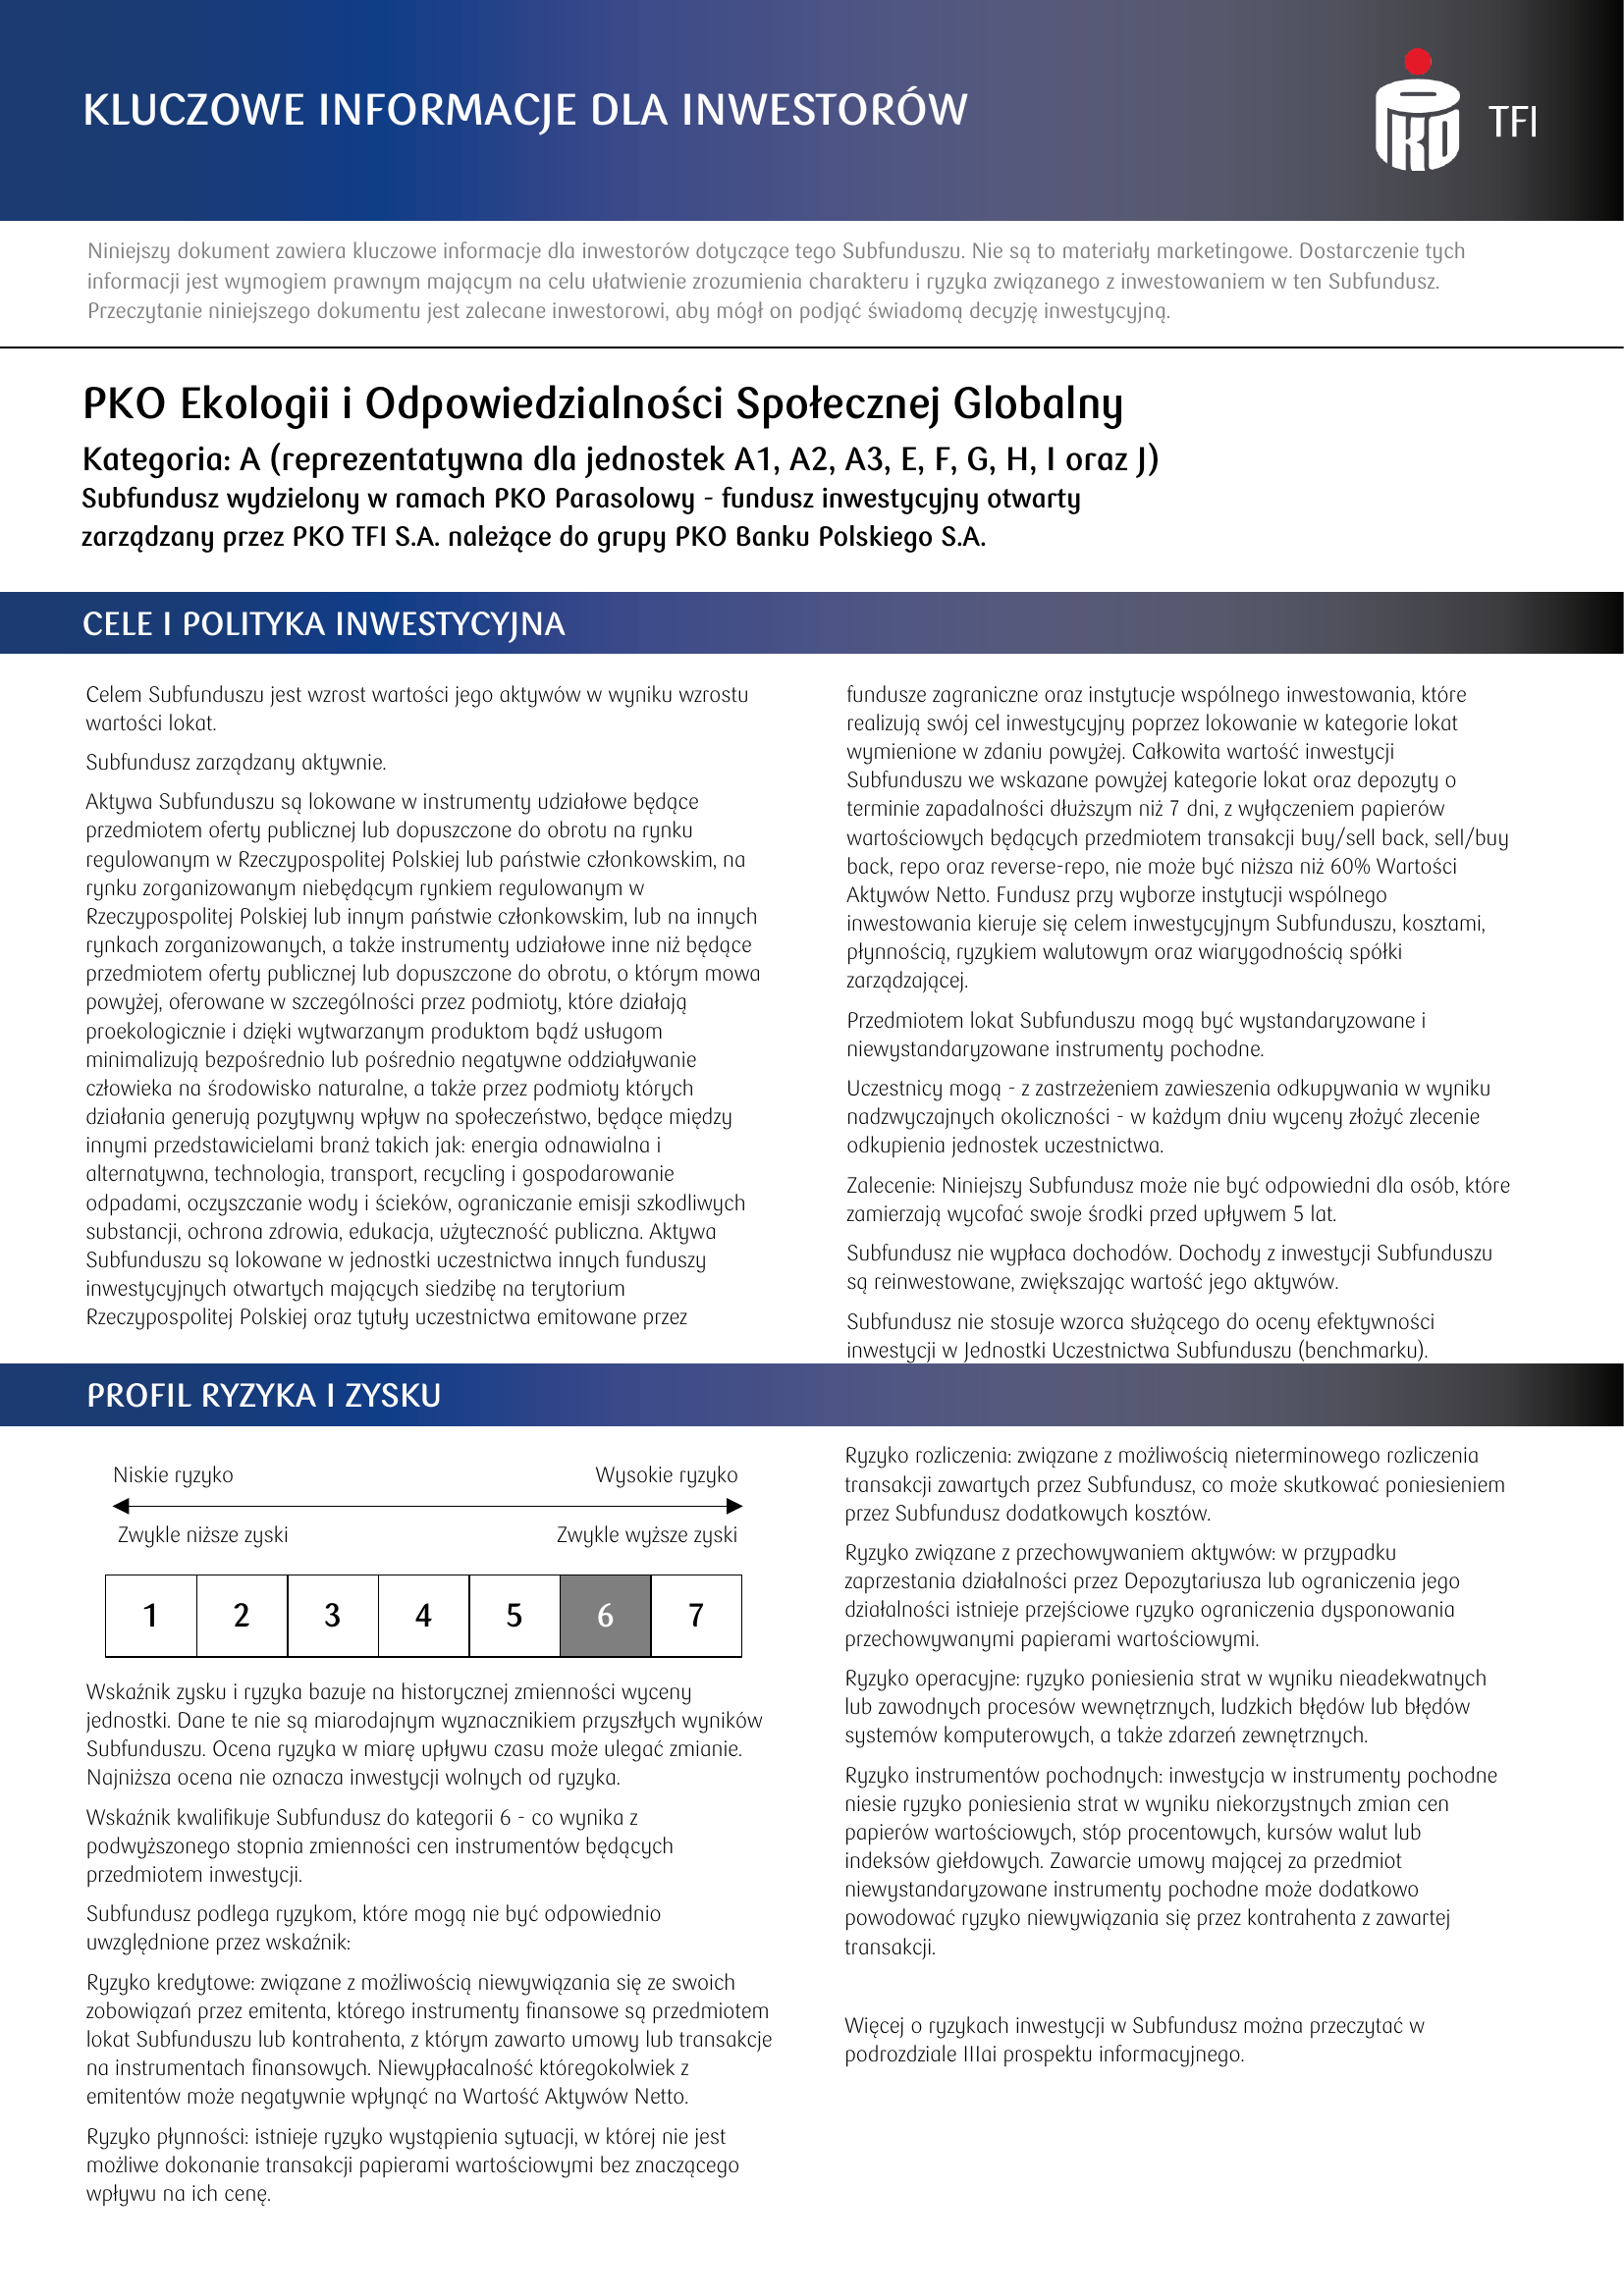 KLUCZOWE INFORMACJE DLA INWESTORÓW
PKO TFI
Niniejszy dokument zawiera kluczowe informacje dla inwestorów dotyczące tego Subfunduszu. Nie są to materiały marketingowe. Dostarczenie tych
informacji jest wymogiem prawnym mającym na celu ułatwienie zrozumienia charakteru i ryzyka związanego z inwestowaniem w ten Subfundusz.
Przeczytanie niniejszego dokumentu jest zalecane inwestorowi, aby mógł on podjąć świadomą decyzję inwestycyjną.
PKO Ekologii i Odpowiedzialności Społecznej Globalny
Kategoria: A (reprezentatywna dla jednostek A1, A2, A3, E, F, G, H, I oraz J)
Subfundusz wydzielony w ramach PKO Parasolowy - fundusz inwestycyjny otwarty
zarządzany przez PKO TFI S.A. należące do grupy PKO Banku Polskiego S.A.
CELE I POLITYKA INWESTYCYJNA
Celem Subfunduszu jest wzrost wartości jego aktywów w wyniku wzrostu
wartości lokat.
Subfundusz zarządzany aktywnie.
Aktywa Subfunduszu są lokowane w instrumenty udziałowe będące
przedmiotem oferty publicznej lub dopuszczone do obrotu na rynku
regulowanym w Rzeczypospolitej Polskiej lub państwie członkowskim, na
rynku zorganizowanym niebędącym rynkiem regulowanym w
Rzeczypospolitej Polskiej lub innym państwie członkowskim, lub na innych
rynkach zorganizowanych, a także instrumenty udziałowe inne niż będące
przedmiotem oferty publicznej lub dopuszczone do obrotu, o którym mowa
powyżej, oferowane w szczególności przez podmioty, które działają
proekologicznie i dzięki wytwarzanym produktom bądź usługom
minimalizują bezpośrednio lub pośrednio negatywne oddziaływanie
człowieka na środowisko naturalne, a także przez podmioty których
działania generują pozytywny wpływ na społeczeństwo, będące między
innymi przedstawicielami branż takich jak: energia odnawialna i
alternatywna, technologia, transport, recycling i gospodarowanie
odpadami, oczyszczanie wody i ścieków, ograniczanie emisji szkodliwych
substancji, ochrona zdrowia, edukacja, użyteczność publiczna. Aktywa
Subfunduszu są lokowane w jednostki uczestnictwa innych funduszy
inwestycyjnych otwartych mających siedzibę na terytorium
Rzeczypospolitej Polskiej oraz tytuły uczestnictwa emitowane przez
fundusze zagraniczne oraz instytucje wspólnego inwestowania, które
realizują swój cel inwestycyjny poprzez lokowanie w kategorie lokat
wymienione w zdaniu powyżej. Całkowita wartość inwestycji
Subfunduszu we wskazane powyżej kategorie lokat oraz depozyty o
terminie zapadalności dłuższym niż 7 dni, z wyłączeniem papierów
wartościowych będących przedmiotem transakcji buy/sell back, sell/buy
back, repo oraz reverse-repo, nie może być niższa niż 60% Wartości
Aktywów Netto. Fundusz przy wyborze instytucji wspólnego
inwestowania kieruje się celem inwestycyjnym Subfunduszu, kosztami,
płynnością, ryzykiem walutowym oraz wiarygodnością spółki
zarządzającej.
Przedmiotem lokat Subfunduszu mogą być wystandaryzowane i
niewystandaryzowane instrumenty pochodne.
Uczestnicy mogą - z zastrzeżeniem zawieszenia odkupywania w wyniku
nadzwyczajnych okoliczności - w każdym dniu wyceny złożyć zlecenie
odkupienia jednostek uczestnictwa.
Zalecenie: Niniejszy Subfundusz może nie być odpowiedni dla osób, które
zamierzają wycofać swoje środki przed upływem 5 lat.
Subfundusz nie wypłaca dochodów. Dochody z inwestycji Subfunduszu
są reinwestowane, zwiększając wartość jego aktywów.
Subfundusz nie stosuje wzorca służącego do oceny efektywności
inwestycji w Jednostki Uczestnictwa Subfunduszu (benchmarku).
PROFIL RYZYKA I ZYSKU
Niskie ryzyko Wysokie ryzyko
Zwykle niższe zyski Zwykle wyższe zyski
1 2 3 4 5 6 7
Wskaźnik zysku i ryzyka bazuje na historycznej zmienności wyceny
jednostki. Dane te nie są miarodajnym wyznacznikiem przyszłych wyników
Subfunduszu. Ocena ryzyka w miarę upływu czasu może ulegać zmianie.
Najniższa ocena nie oznacza inwestycji wolnych od ryzyka.
Wskaźnik kwalifikuje Subfundusz do kategorii 6 - co wynika z
podwyższonego stopnia zmienności cen instrumentów będących
przedmiotem inwestycji.
Subfundusz podlega ryzykom, które mogą nie być odpowiednio
uwzględnione przez wskaźnik:
Ryzyko kredytowe: związane z możliwością niewywiązania się ze swoich
zobowiązań przez emitenta, którego instrumenty finansowe są przedmiotem
lokat Subfunduszu lub kontrahenta, z którym zawarto umowy lub transakcje
na instrumentach finansowych. Niewypłacalność któregokolwiek z
emitentów może negatywnie wpłynąć na Wartość Aktywów Netto.
Ryzyko płynności: istnieje ryzyko wystąpienia sytuacji, w której nie jest
możliwe dokonanie transakcji papierami wartościowymi bez znaczącego
wpływu na ich cenę.
Ryzyko rozliczenia: związane z możliwością nieterminowego rozliczenia
transakcji zawartych przez Subfundusz, co może skutkować poniesieniem
przez Subfundusz dodatkowych kosztów.
Ryzyko związane z przechowywaniem aktywów: w przypadku
zaprzestania działalności przez Depozytariusza lub ograniczenia jego
działalności istnieje przejściowe ryzyko ograniczenia dysponowania
przechowywanymi papierami wartościowymi.
Ryzyko operacyjne: ryzyko poniesienia strat w wyniku nieadekwatnych
lub zawodnych procesów wewnętrznych, ludzkich błędów lub błędów
systemów komputerowych, a także zdarzeń zewnętrznych.
Ryzyko instrumentów pochodnych: inwestycja w instrumenty pochodne
niesie ryzyko poniesienia strat w wyniku niekorzystnych zmian cen
papierów wartościowych, stóp procentowych, kursów walut lub
indeksów giełdowych. Zawarcie umowy mającej za przedmiot
niewystandaryzowane instrumenty pochodne może dodatkowo
powodować ryzyko niewywiązania się przez kontrahenta z zawartej
transakcji.
Więcej o ryzykach inwestycji w Subfundusz można przeczytać w
podrozdziale IIIai prospektu informacyjnego.